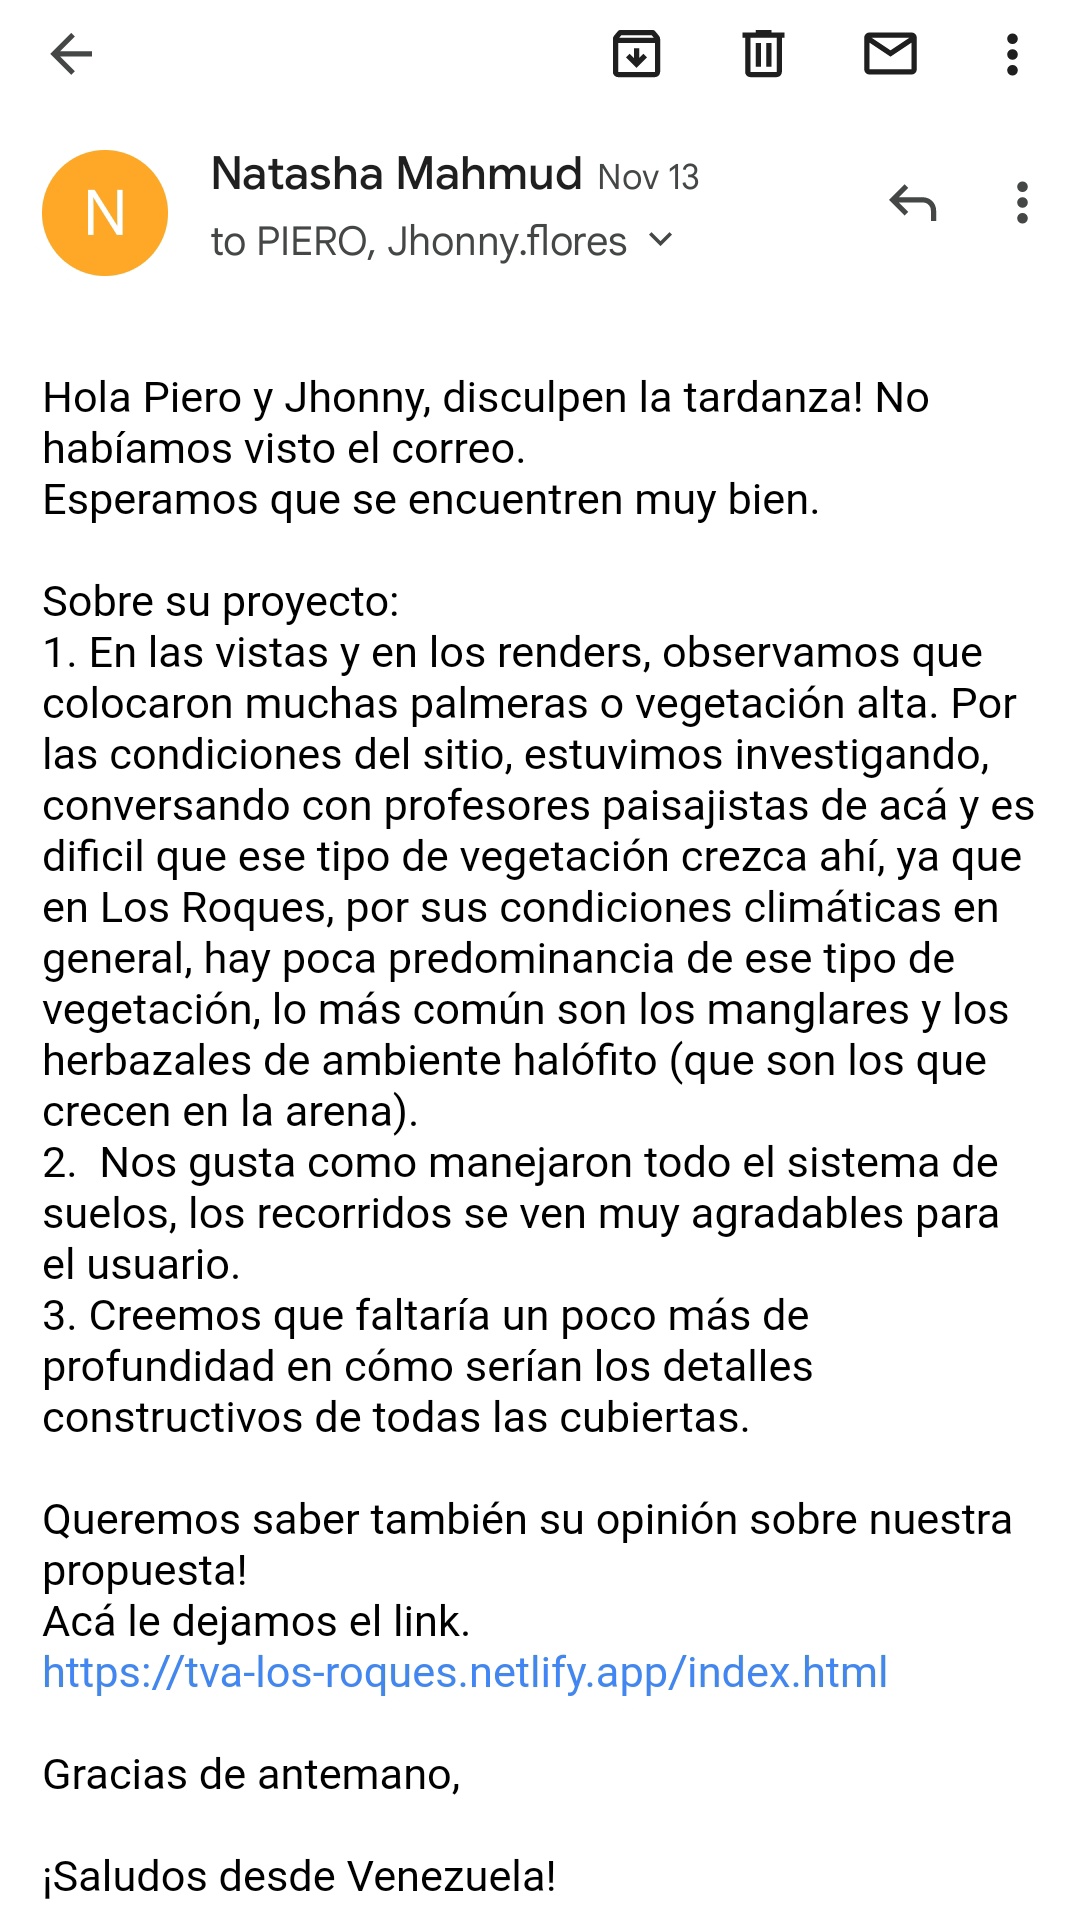 N
Natasha Mahmud Nov 13
to PIERO, Jhonny.flores
Hola Piero y Jhonny, disculpen la tardanza! No
habíamos visto el correo.
Esperamos que se encuentren muy bien.
Sobre su proyecto:
1. En las vistas y en los renders, observamos que
colocaron muchas palmeras o vegetación alta. Por
las condiciones del sitio, estuvimos investigando,
conversando con profesores paisajistas de acá y es
dificil que ese tipo de vegetación crezca ahí, ya que
en Los Roques, por sus condiciones climáticas en
general, hay poca predominancia de ese tipo de
vegetación, lo más común son los manglares y los
herbazales de ambiente halófito (que son los que
crecen en la arena).
2.  Nos gusta como manejaron todo el sistema de
suelos, los recorridos se ven muy agradables para
el usuario.
3. Creemos que faltaría un poco más de
profundidad en cómo serían los detalles
constructivos de todas las cubiertas.
Queremos saber también su opinión sobre nuestra
propuesta!
Acá le dejamos el link.
https://tva-los-roques.netlify.app/index.html
Gracias de antemano,
¡Saludos desde Venezuela!